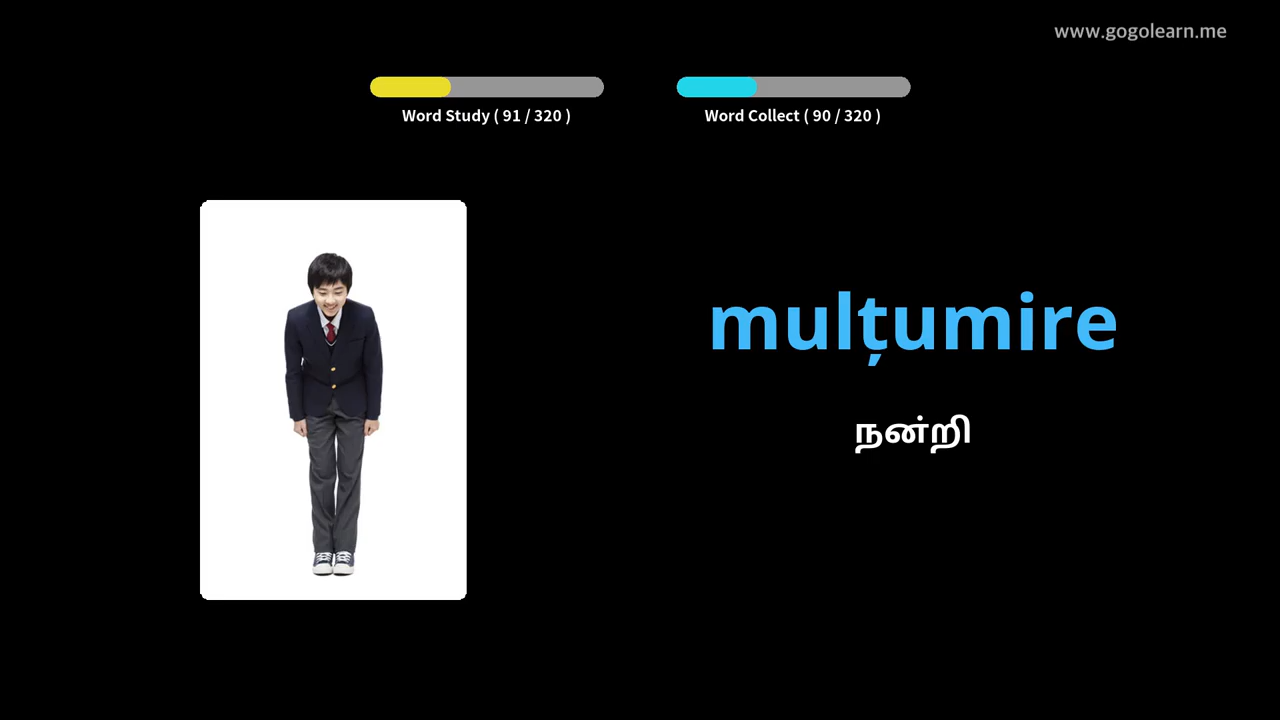 www.gogolearn.me
Word Study ( 91 / 320 )
Word Collect ( 90 / 320 )
mulțumire
நன்றி